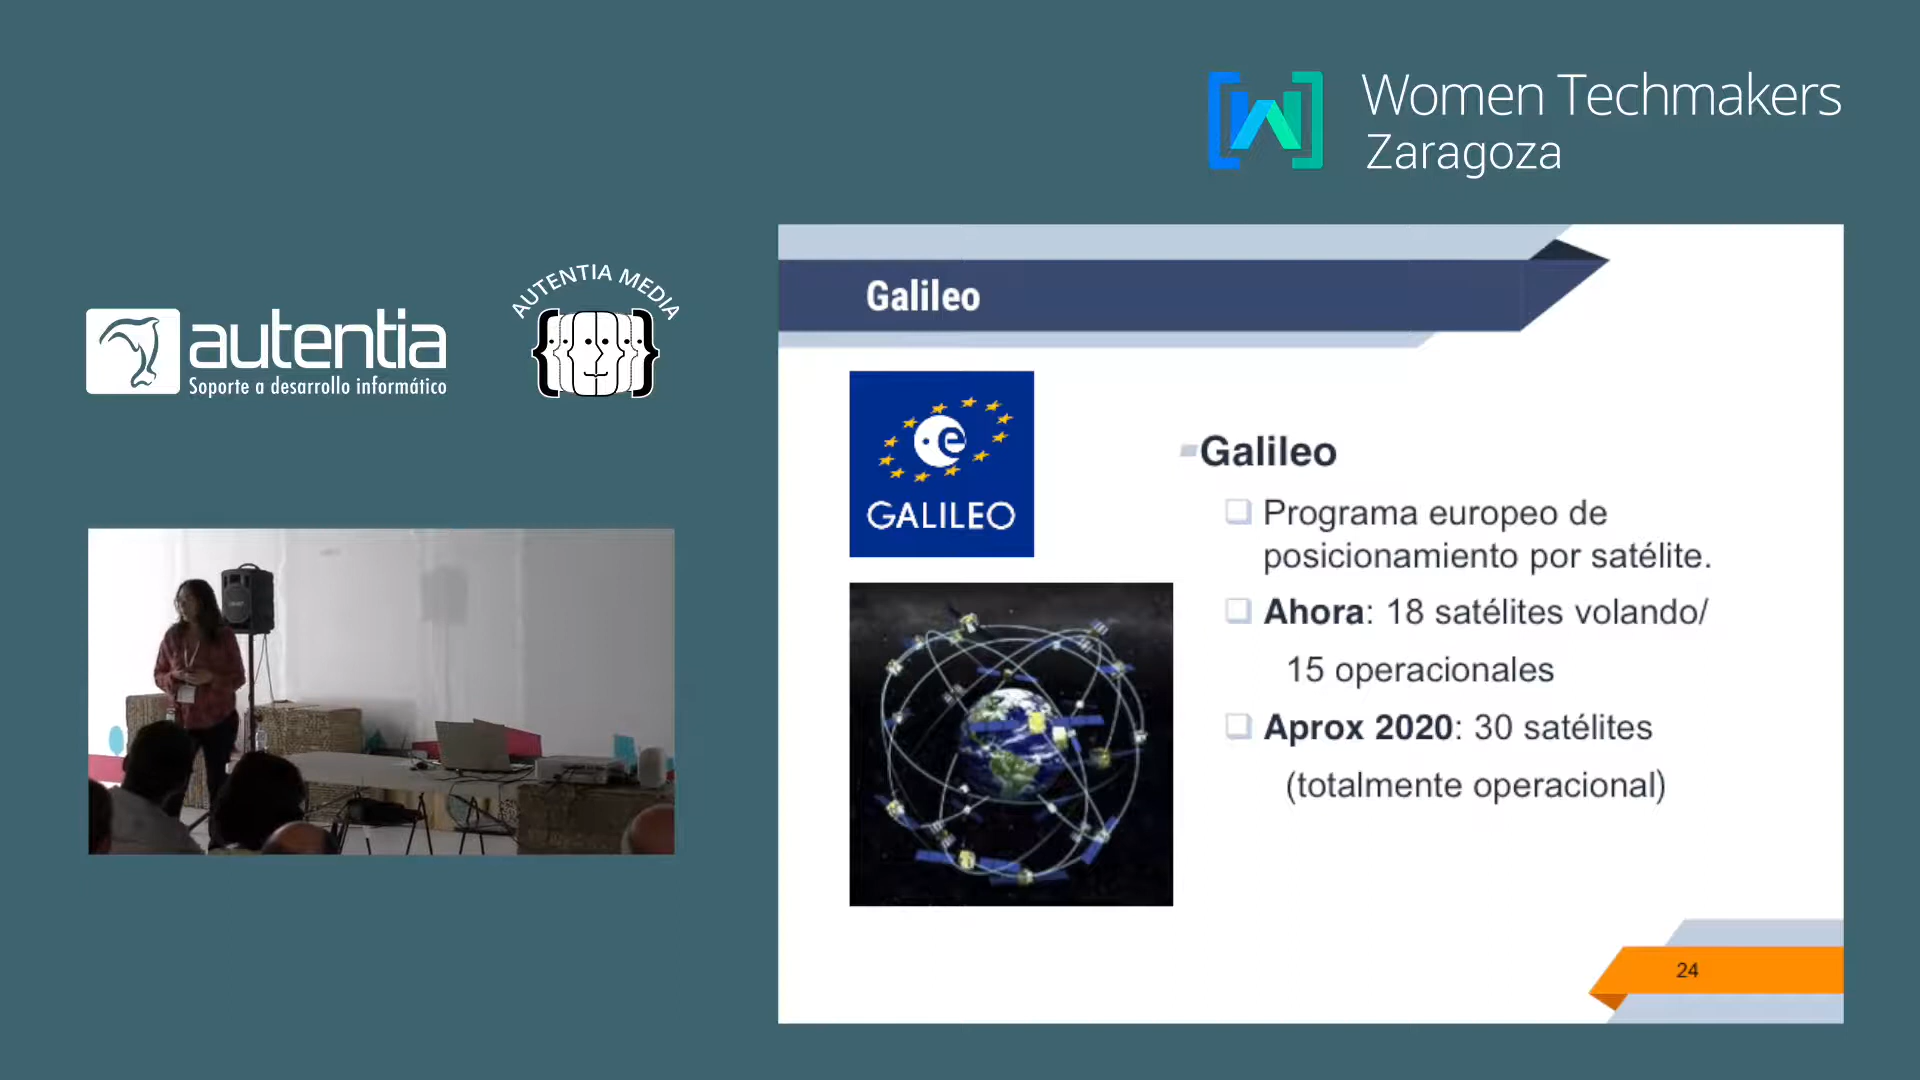 Women Techmakers
Zaragoza
AUTENTIA MEDIA
autentia
Soporte a desarrollo informático
Galileo
GALILEO
Galileo
Programa europeo de
posicionamiento por satélite.
Ahora: 18 satélites volando/
15 operacionales
Aprox 2020: 30 satélites
(totalmente operacional)
24